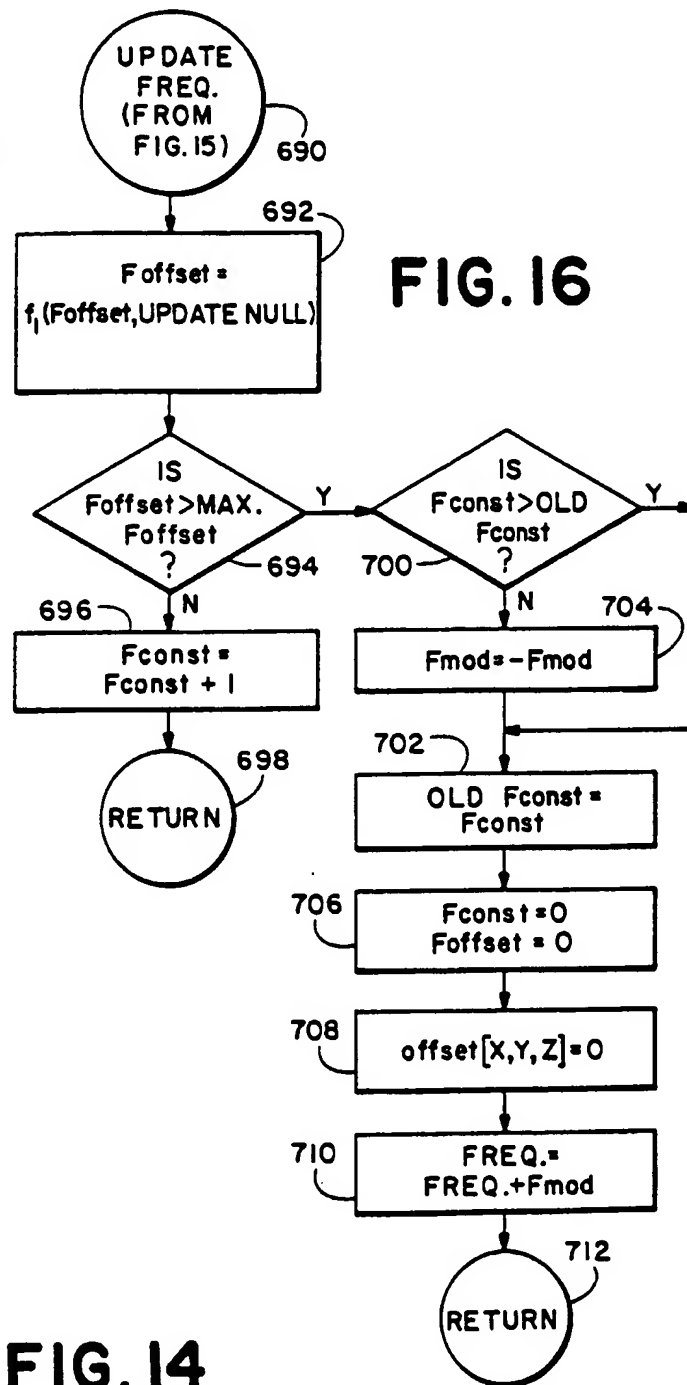 UPDATE
FREQ.
(FROM
FIG.15)
690
692
Foffset =
f₁(Foffset,UPDATE NULL)
FIG.16
IS
Foffset>MAX.
Foffset
?
Y
694
N
IS
Fconst>OLD
Fconst
?
Y
700
N
696
Fconst=
Fconst + 1
704
Fmod=-Fmod
698
RETURN
702
OLD Fconst=
Fconst
706
Fconst=0
Foffset = 0
708
offset[X,Y,Z]=0
710
FREQ.=
FREQ.+Fmod
712
RETURN
FIG.14